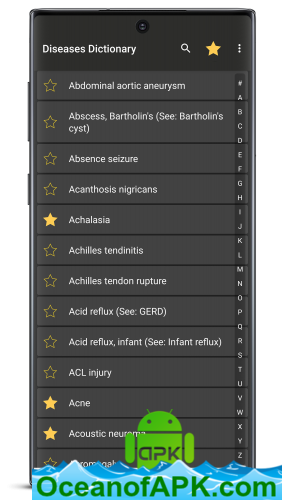 Diseases Dictionary
Abdominal aortic aneurysm
Abscess, Bartholin's (See: Bartholin's
cyst)
Absence seizure
Acanthosis nigricans
Achalasia
Achilles tendinitis
Achilles tendon rupture
Acid reflux (See: GERD)
Acid reflux, infant (See: Infant reflux)
ACL injury
Acne
Acoustic neuroma
#
A
B
C
D
E
F
G
H
I
J
K
L
M
N
O
P
Q
R
S
T
U
V
W
X
Y
Z
apk
OceanofAPK.com